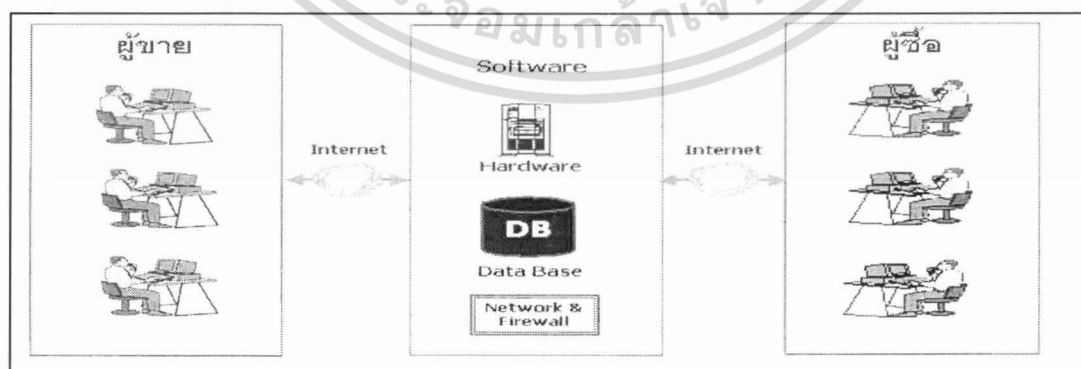 ผู้ขาย
Internet
Software
Hardware
DB
Data Base
Network &
Firewall
Internet
ผู้ซื้อ